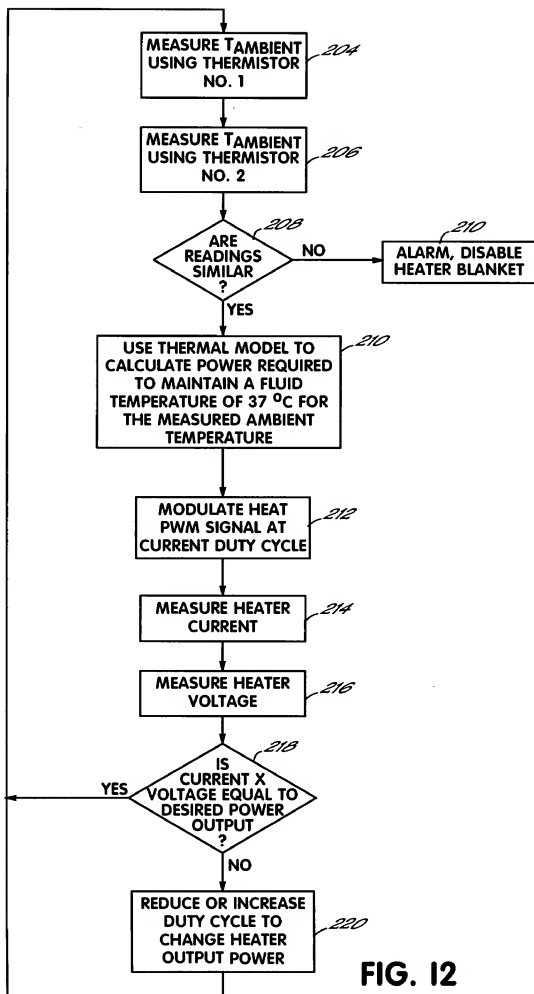 MEASURE TAMBIENT
USING THERMISTOR
NO. 1
204
MEASURE TAMBIENT
USING THERMISTOR
NO. 2
206
208
ARE
READINGS
SIMILAR
?
NO
210
ALARM, DISABLE
HEATER BLANKET
YES
210
USE THERMAL MODEL TO
CALCULATE POWER REQUIRED
TO MAINTAIN A FLUID
TEMPERATURE OF 37 °C FOR
THE MEASURED AMBIENT
TEMPERATURE
MODULATE HEAT
PWM SIGNAL AT
CURRENT DUTY CYCLE
212
MEASURE HEATER
CURRENT
214
MEASURE HEATER
VOLTAGE
216
218
IS
CURRENT X
VOLTAGE EQUAL TO
DESIRED POWER
OUTPUT
?
YES
NO
REDUCE OR INCREASE
DUTY CYCLE TO
CHANGE HEATER
OUTPUT POWER
220
FIG. 12